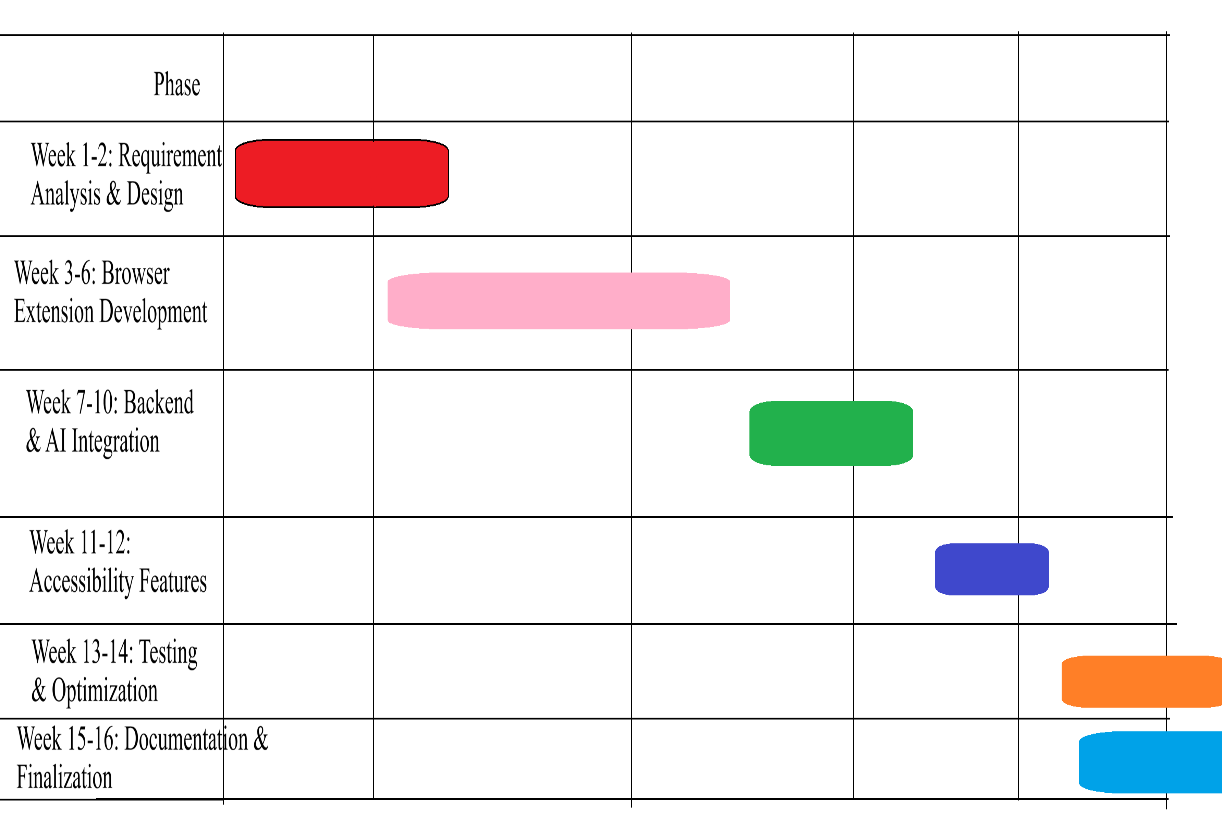 Phase
Week 1-2: Requirement
Analysis & Design
Week 3-6: Browser
Extension Development
Week 7-10: Backend
& AI Integration
Week 11-12:
Accessibility Features
Week 13-14: Testing
& Optimization
Week 15-16: Documentation &
Finalization